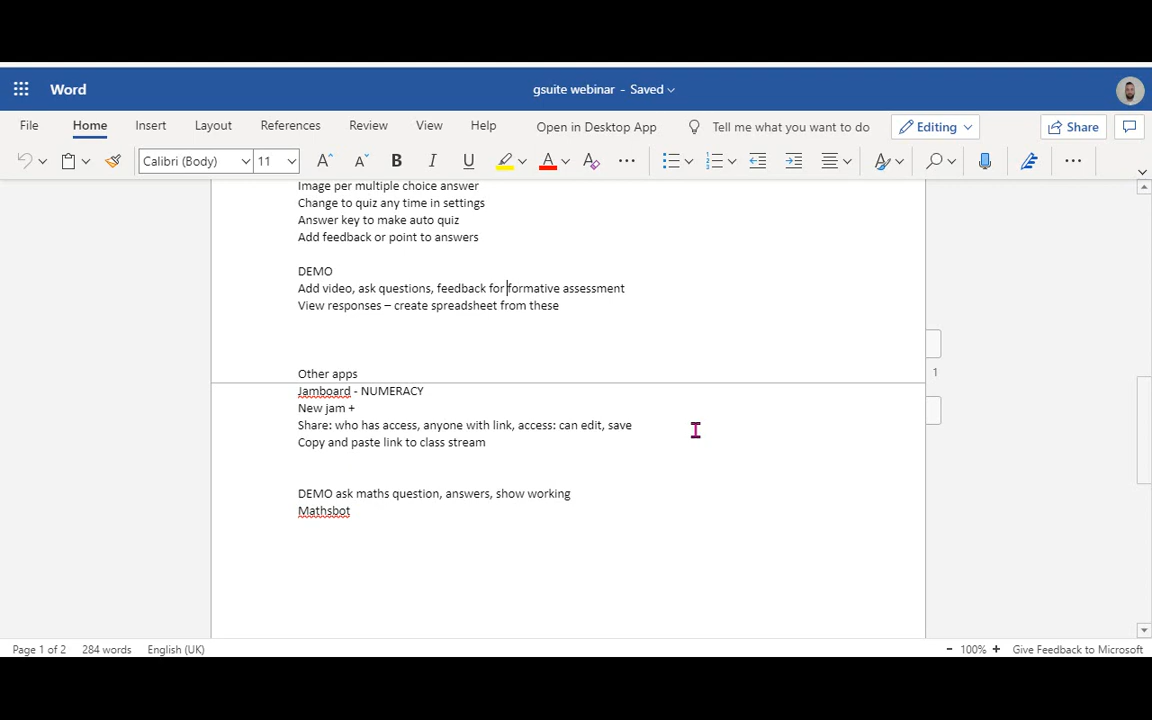 Word
gsuite webinar - Saved
File
Home
Insert
Layout
References
Review
View
Help
Open in Desktop App
Tell me what you want to do
Editing
Share
Calibri (Body)
11
Image per multiple choice answer
Change to quiz any time in settings
Answer key to make auto quiz
Add feedback or point to answers
DEMO
Add video, ask questions, feedback for formative assessment
View responses – create spreadsheet from these
Other apps
Jamboard - NUMERACY
New jam +
Share: who has access, anyone with link, access: can edit, save
Copy and paste link to class stream
DEMO ask maths question, answers, show working
Mathsbot
1
Page 1 of 2
284 words
English (UK)
- 100% +
Give Feedback to Microsoft